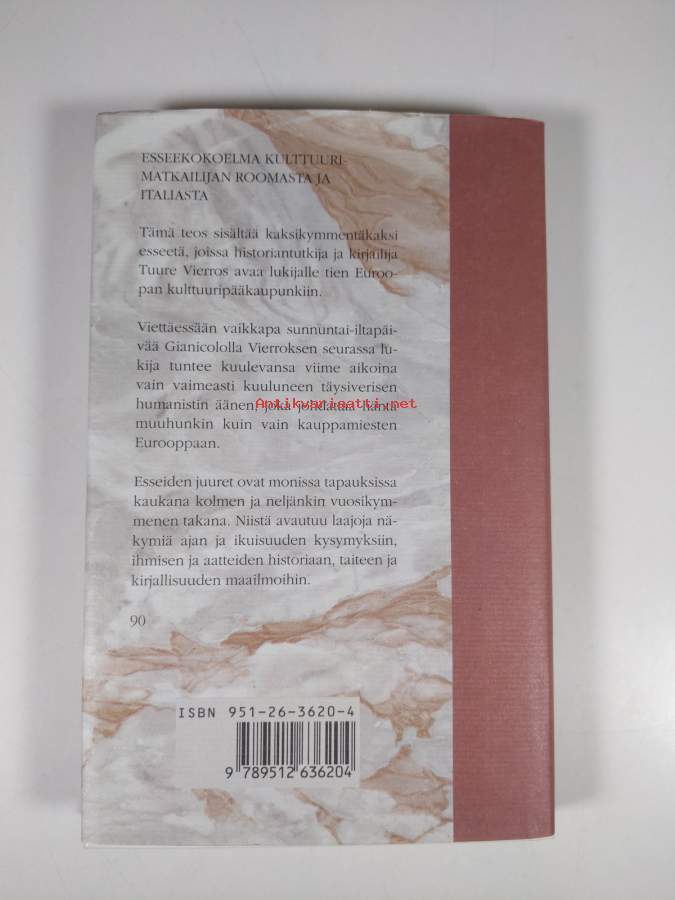 ESSEEKOKOELMA KULTTUURI-
MATKAILIJAN ROOMASTA JA
ITALIASTA
Tämä teos sisältää kaksikymmentäkaksi
esseetä, joissa historiantutkija ja kirjailija
Tuure Vierros avaa lukijalle tien Euroo-
pan kulttuuripääkaupunkiin.
Viettäessään vaikkapa sunnuntai-iltapäi-
vää Gianicololla Vierroksen seurassa lu-
kija tuntee kuulevansa viime aikoina
vain vaimeasti kuuluneen täysiverisen
humanistin äänen, joka johdattaa häntä
Antikvariaatti.net
muuhunkin kuin vain kauppamiesten
Eurooppaan.
Esseiden juuret ovat monissa tapauksissa
kaukana kolmen ja neljänkin vuosikym-
menen takana. Niistä avautuu laajoja nä-
kymiä ajan ja ikuisuuden kysymyksiin,
ihmisen ja aatteiden historiaan, taiteen ja
kirjallisuuden maailmoihin.
90
ISBN 951-26-3620-4
9 789512 636204